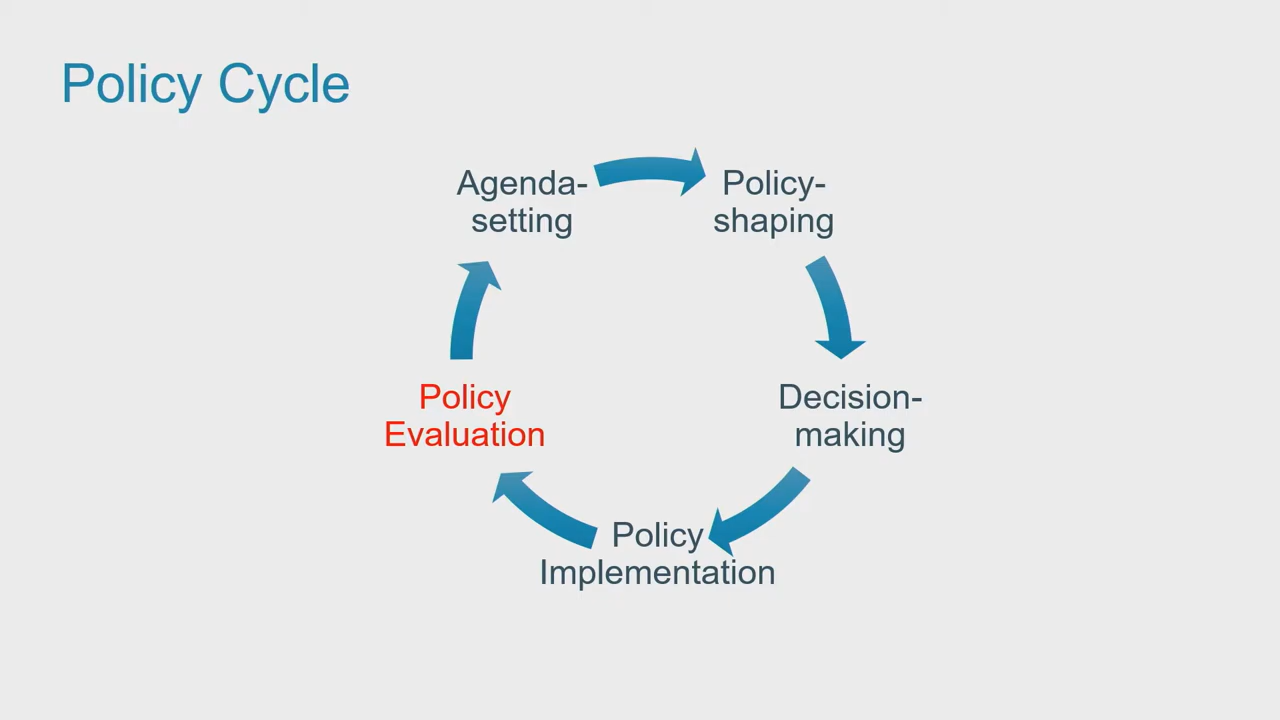 Policy Cycle
Agenda-
setting
Policy-
shaping
Decision-
making
Policy
Implementation
Policy
Evaluation